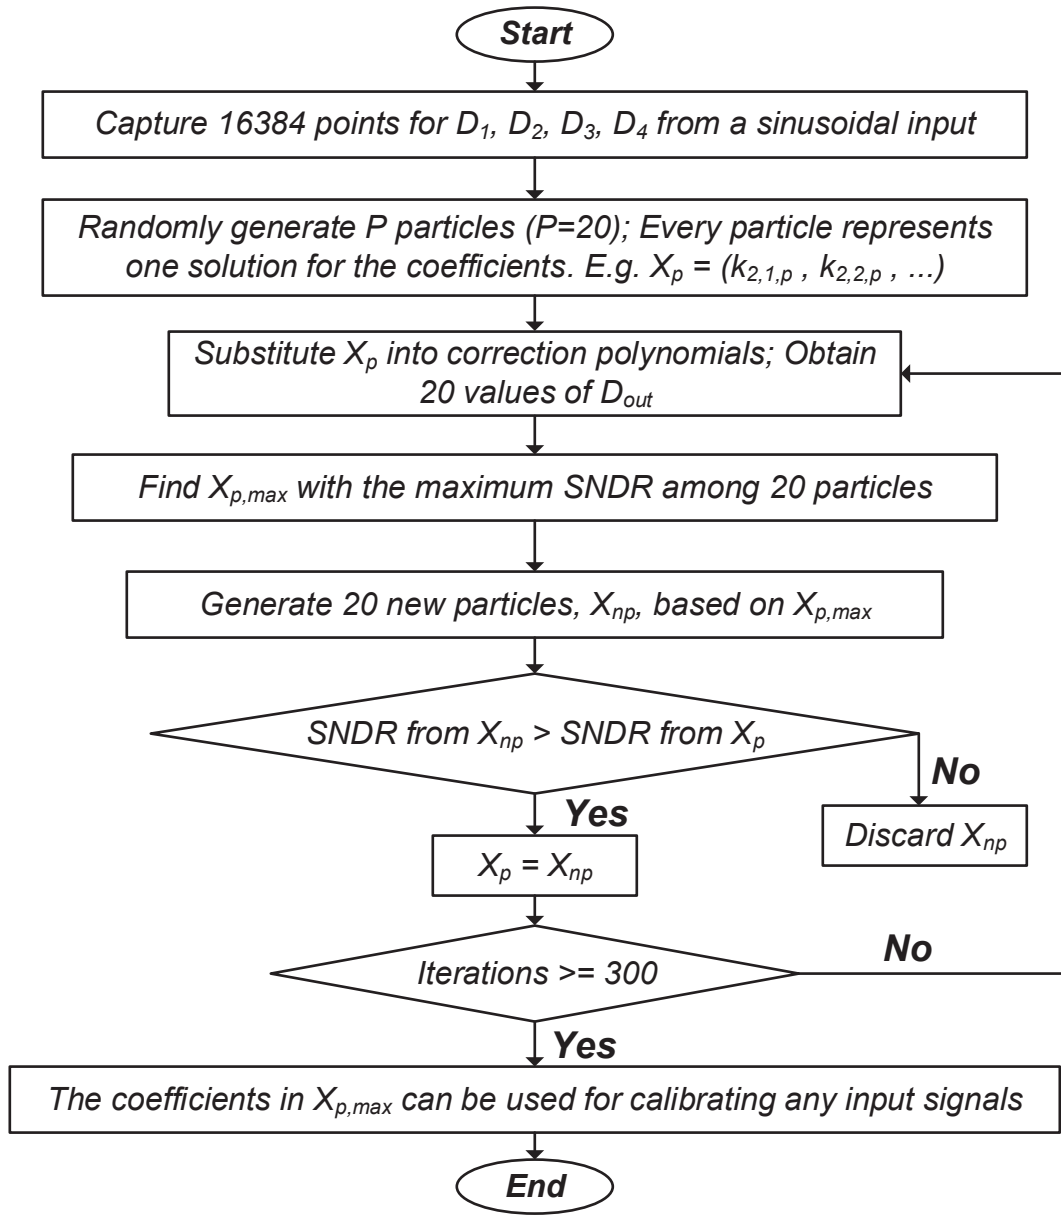 Start
Capture 16384 points for D1, D2, D3, D4 from a sinusoidal input
Randomly generate P particles (P=20); Every particle represents
one solution for the coefficients. E.g. Xp = (k2,1,p , k2,2,p , ...)
Substitute Xp into correction polynomials; Obtain
20 values of Dout
Find Xp,max with the maximum SNDR among 20 particles
Generate 20 new particles, Xnp, based on Xp,max
SNDR from Xnp > SNDR from Xp
No
Discard Xnp
Yes
Xp = Xnp
Iterations >= 300
No
Yes
The coefficients in Xp,max can be used for calibrating any input signals
End